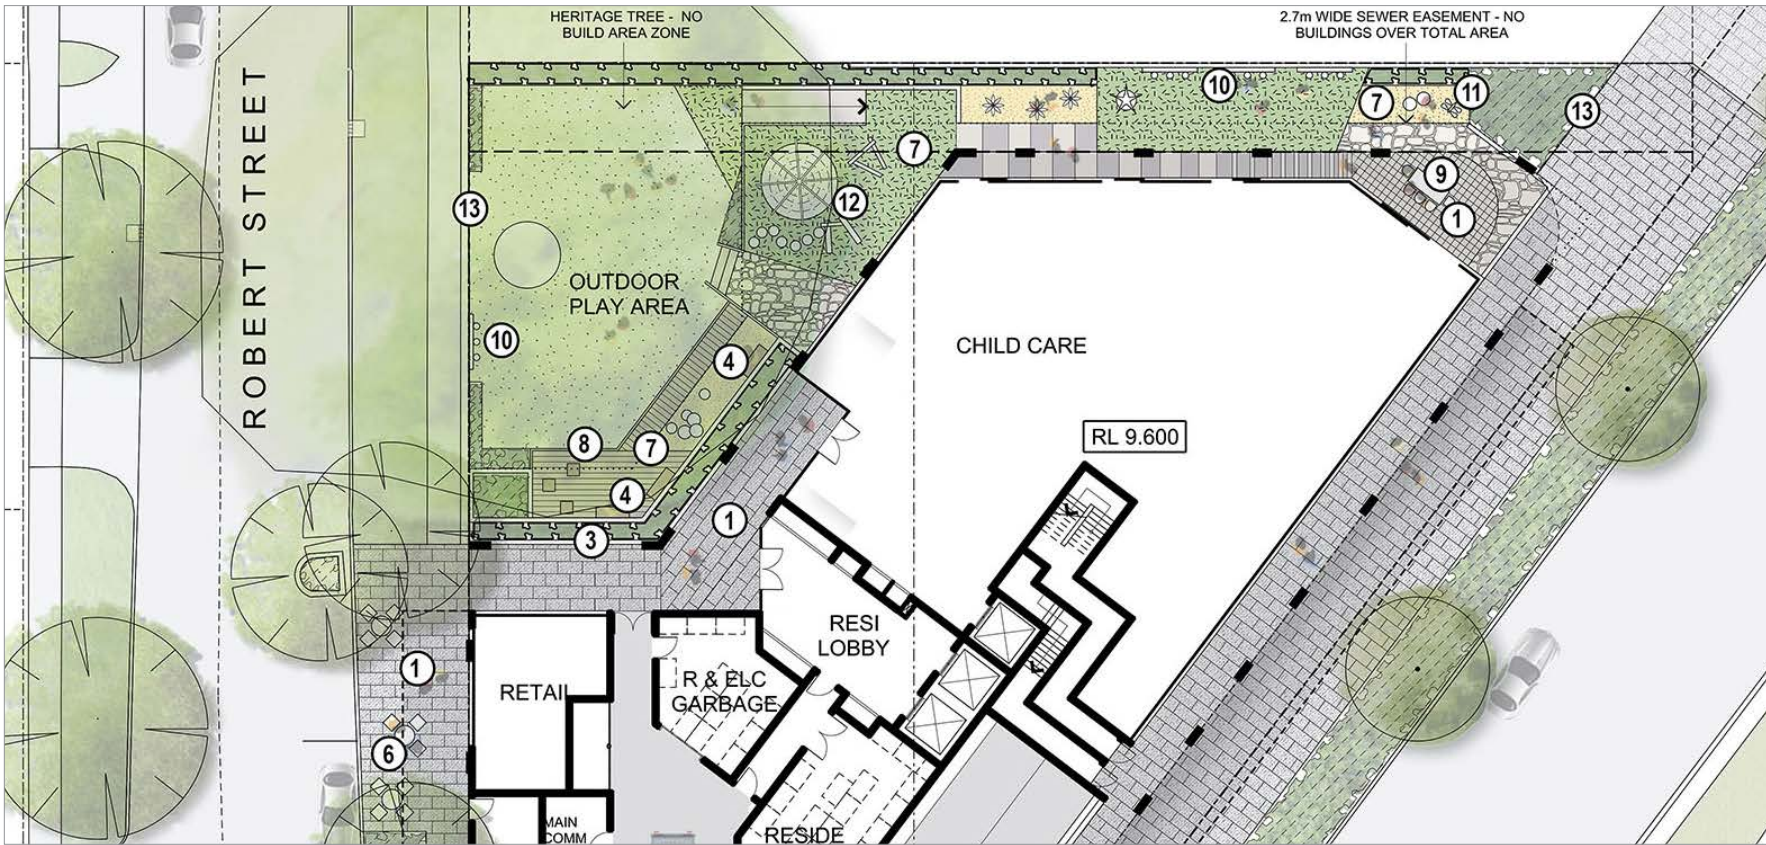 HERITAGE TREE - NO
BUILD AREA ZONE
2.7m WIDE SEWER EASEMENT - NO
BUILDINGS OVER TOTAL AREA
ROBERT STREET
10
7
11
13
7
9
12
13
1
OUTDOOR
PLAY AREA
10
CHILD CARE
4
RL 9.600
8
7
4
1
3
RESI
LOBBY
1
RETAIL
R & ELC
GARBAGE
6
MAIN
COMM
RESIDE